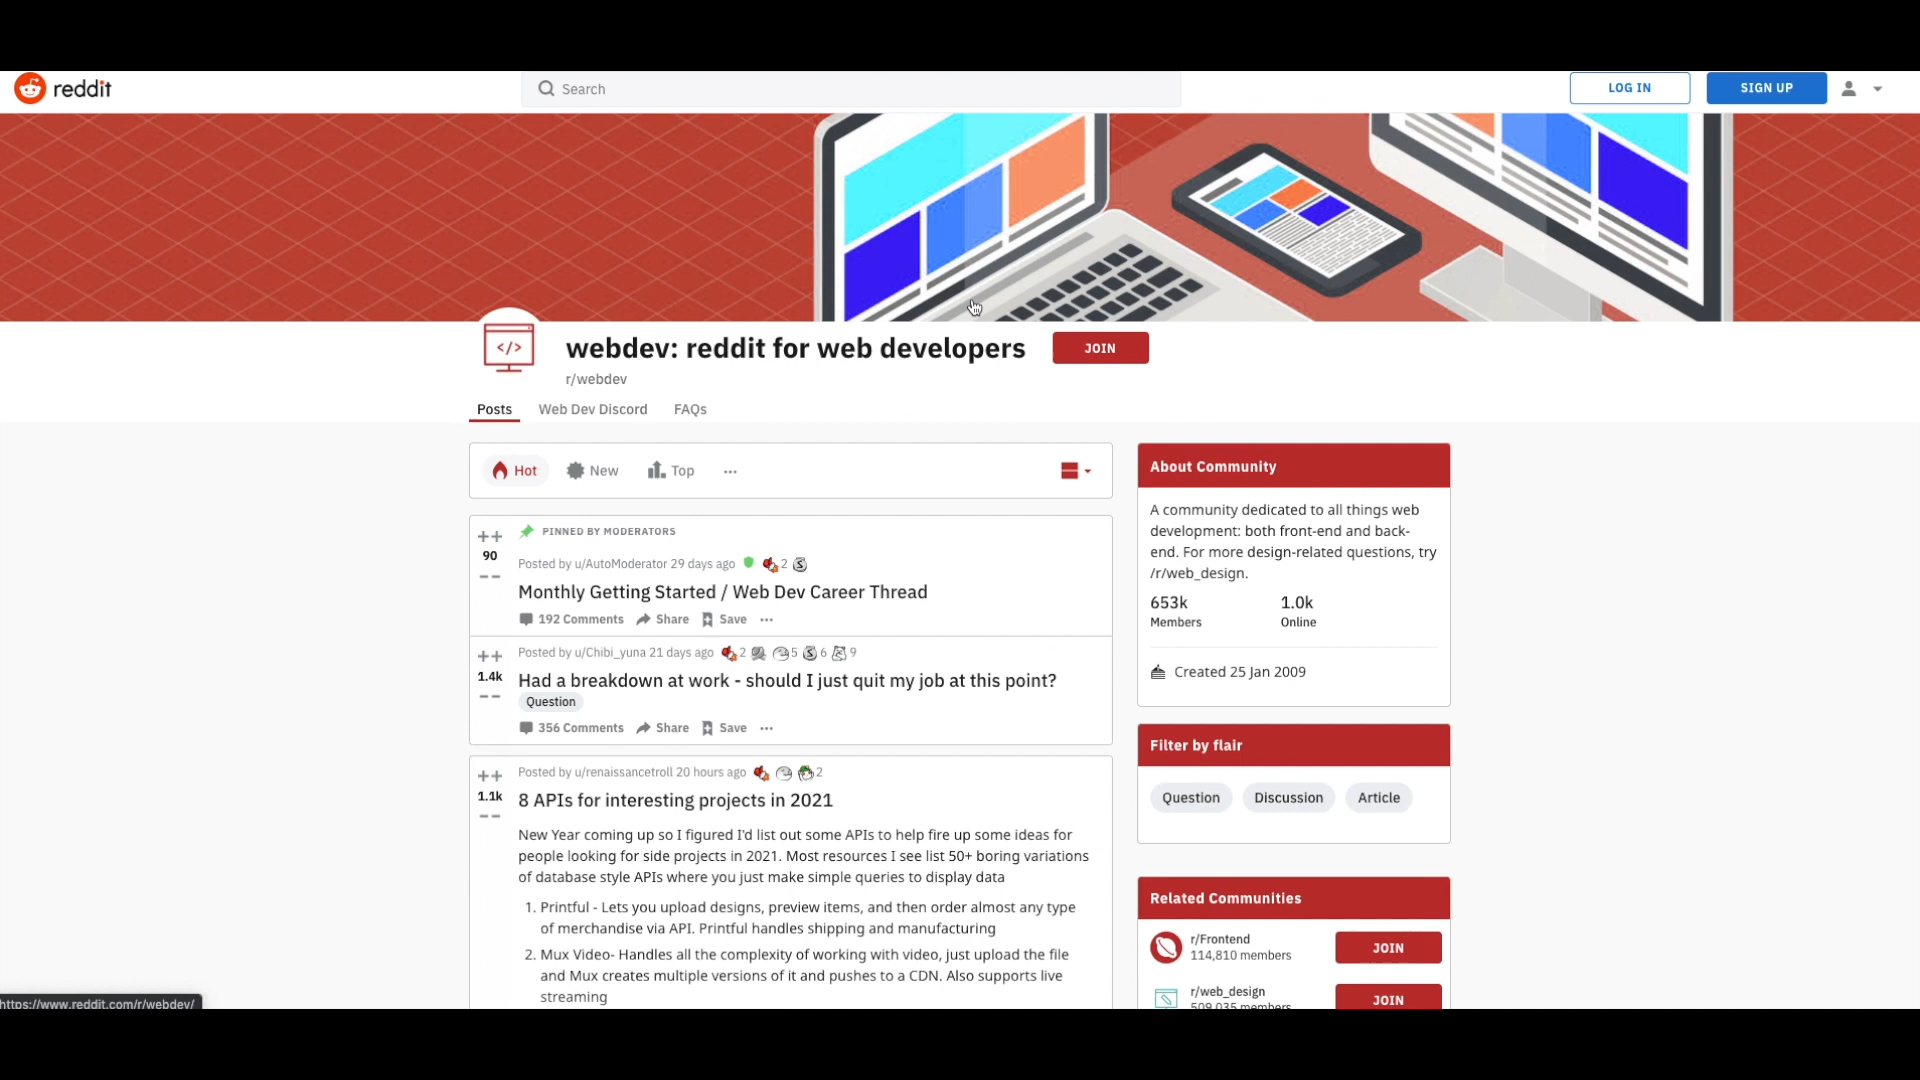 reddit
Search
LOG IN
SIGN UP
</>
webdev: reddit for web developers
JOIN
r/webdev
Posts
Web Dev Discord
FAQs
Hot
New
Top
PINNED BY MODERATORS
90
Posted by u/AutoModerator 29 days ago 2
Monthly Getting Started / Web Dev Career Thread
192 Comments Share Save
Posted by u/Chibi_yuna 21 days ago 2 5 6 9
1.4k
Had a breakdown at work - should I just quit my job at this point?
Question
356 Comments Share Save
Posted by u/renaissancetroll 20 hours ago 2
1.1k
8 APIs for interesting projects in 2021
New Year coming up so I figured I'd list out some APIs to help fire up some ideas for
people looking for side projects in 2021. Most resources I see list 50+ boring variations
of database style APIs where you just make simple queries to display data
1. Printful - Lets you upload designs, preview items, and then order almost any type
of merchandise via API. Printful handles shipping and manufacturing
2. Mux Video- Handles all the complexity of working with video, just upload the file
and Mux creates multiple versions of it and pushes to a CDN. Also supports live
streaming
About Community
A community dedicated to all things web
development: both front-end and back-
end. For more design-related questions, try
/r/web_design.
653k
Members
1.0k
Online
Created 25 Jan 2009
Filter by flair
Question
Discussion
Article
Related Communities
r/Frontend
114,810 members
JOIN
r/web_design
509,035 members
JOIN
https://www.reddit.com/r/webdev/